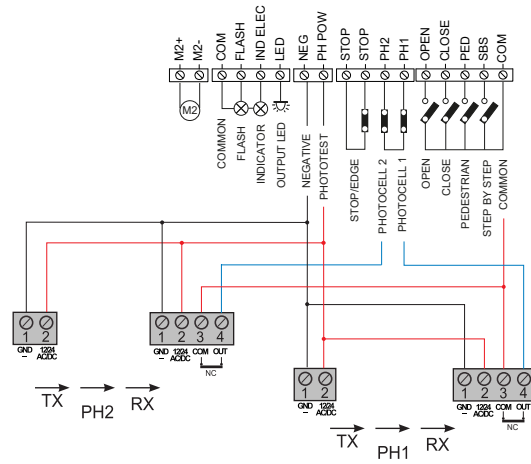 M2+ M2- COM FLASH IND ELEC LED NEG PH POW STOP STOP PH2 PH1 OPEN CLOSE PED SBS COM
M2
COMMON FLASH INDICATOR OUTPUT LED NEGATIVE PHOTOTEST STOP/EDGE PHOTOCELL 2 PHOTOCELL 1 OPEN CLOSE PEDESTRIAN STEP BY STEP COMMON
1 2
GND - 12/24 AC/DC
1 2 3 4
GND - 12/24 AC/DC COM OUT
NC
TX PH2 RX
1 2
GND - 12/24 AC/DC
1 2 3 4
GND - 12/24 AC/DC COM OUT
NC
TX PH1 RX